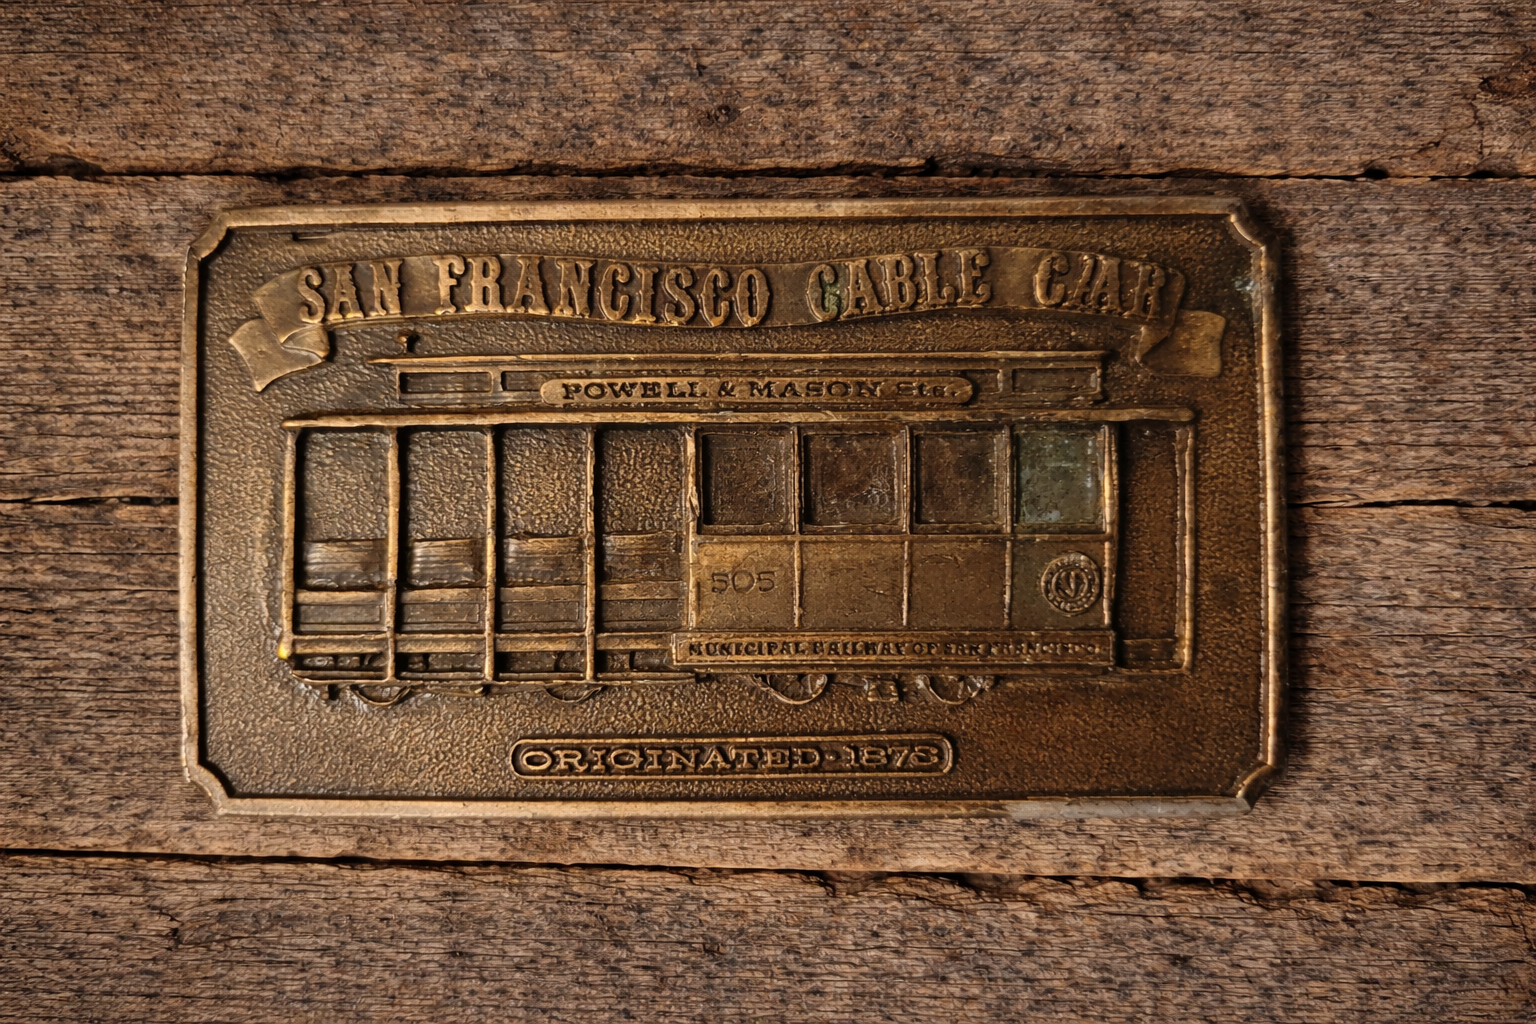 SAN FRANCISCO CABLE CAR
POWELL & MASON Sts.
505
MUNICIPAL RAILWAY OF SAN FRANCISCO
ORIGINATED·1873